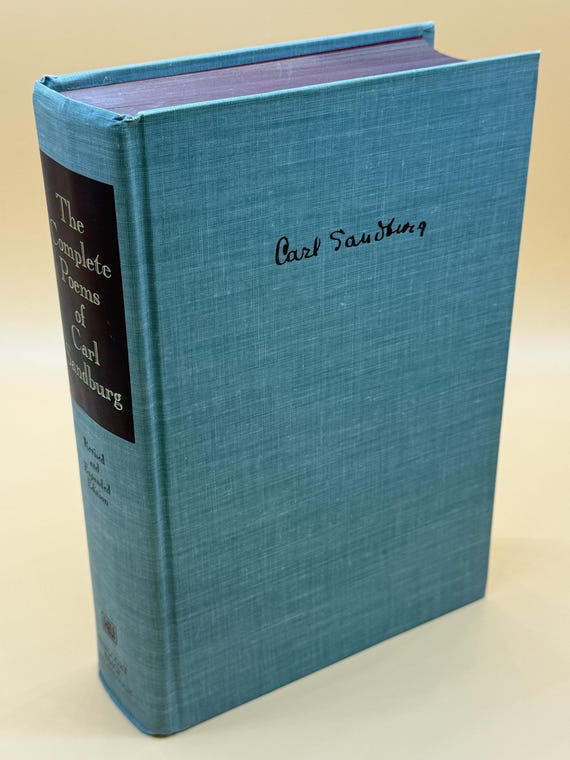 The
Complete
Poems
of
Carl
Sandburg
Revised
and
Expanded
Edition
Carl Sandburg